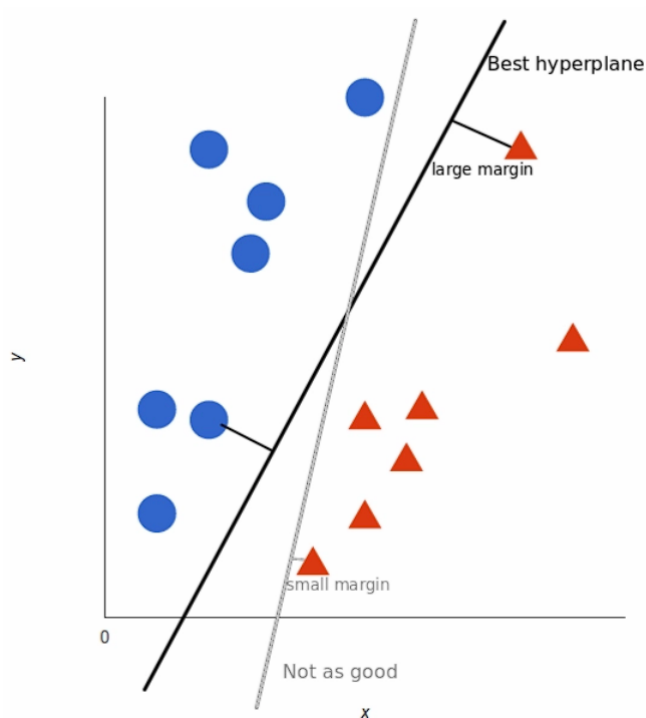 Best hyperplane
large margin
y
small margin
0
Not as good
x